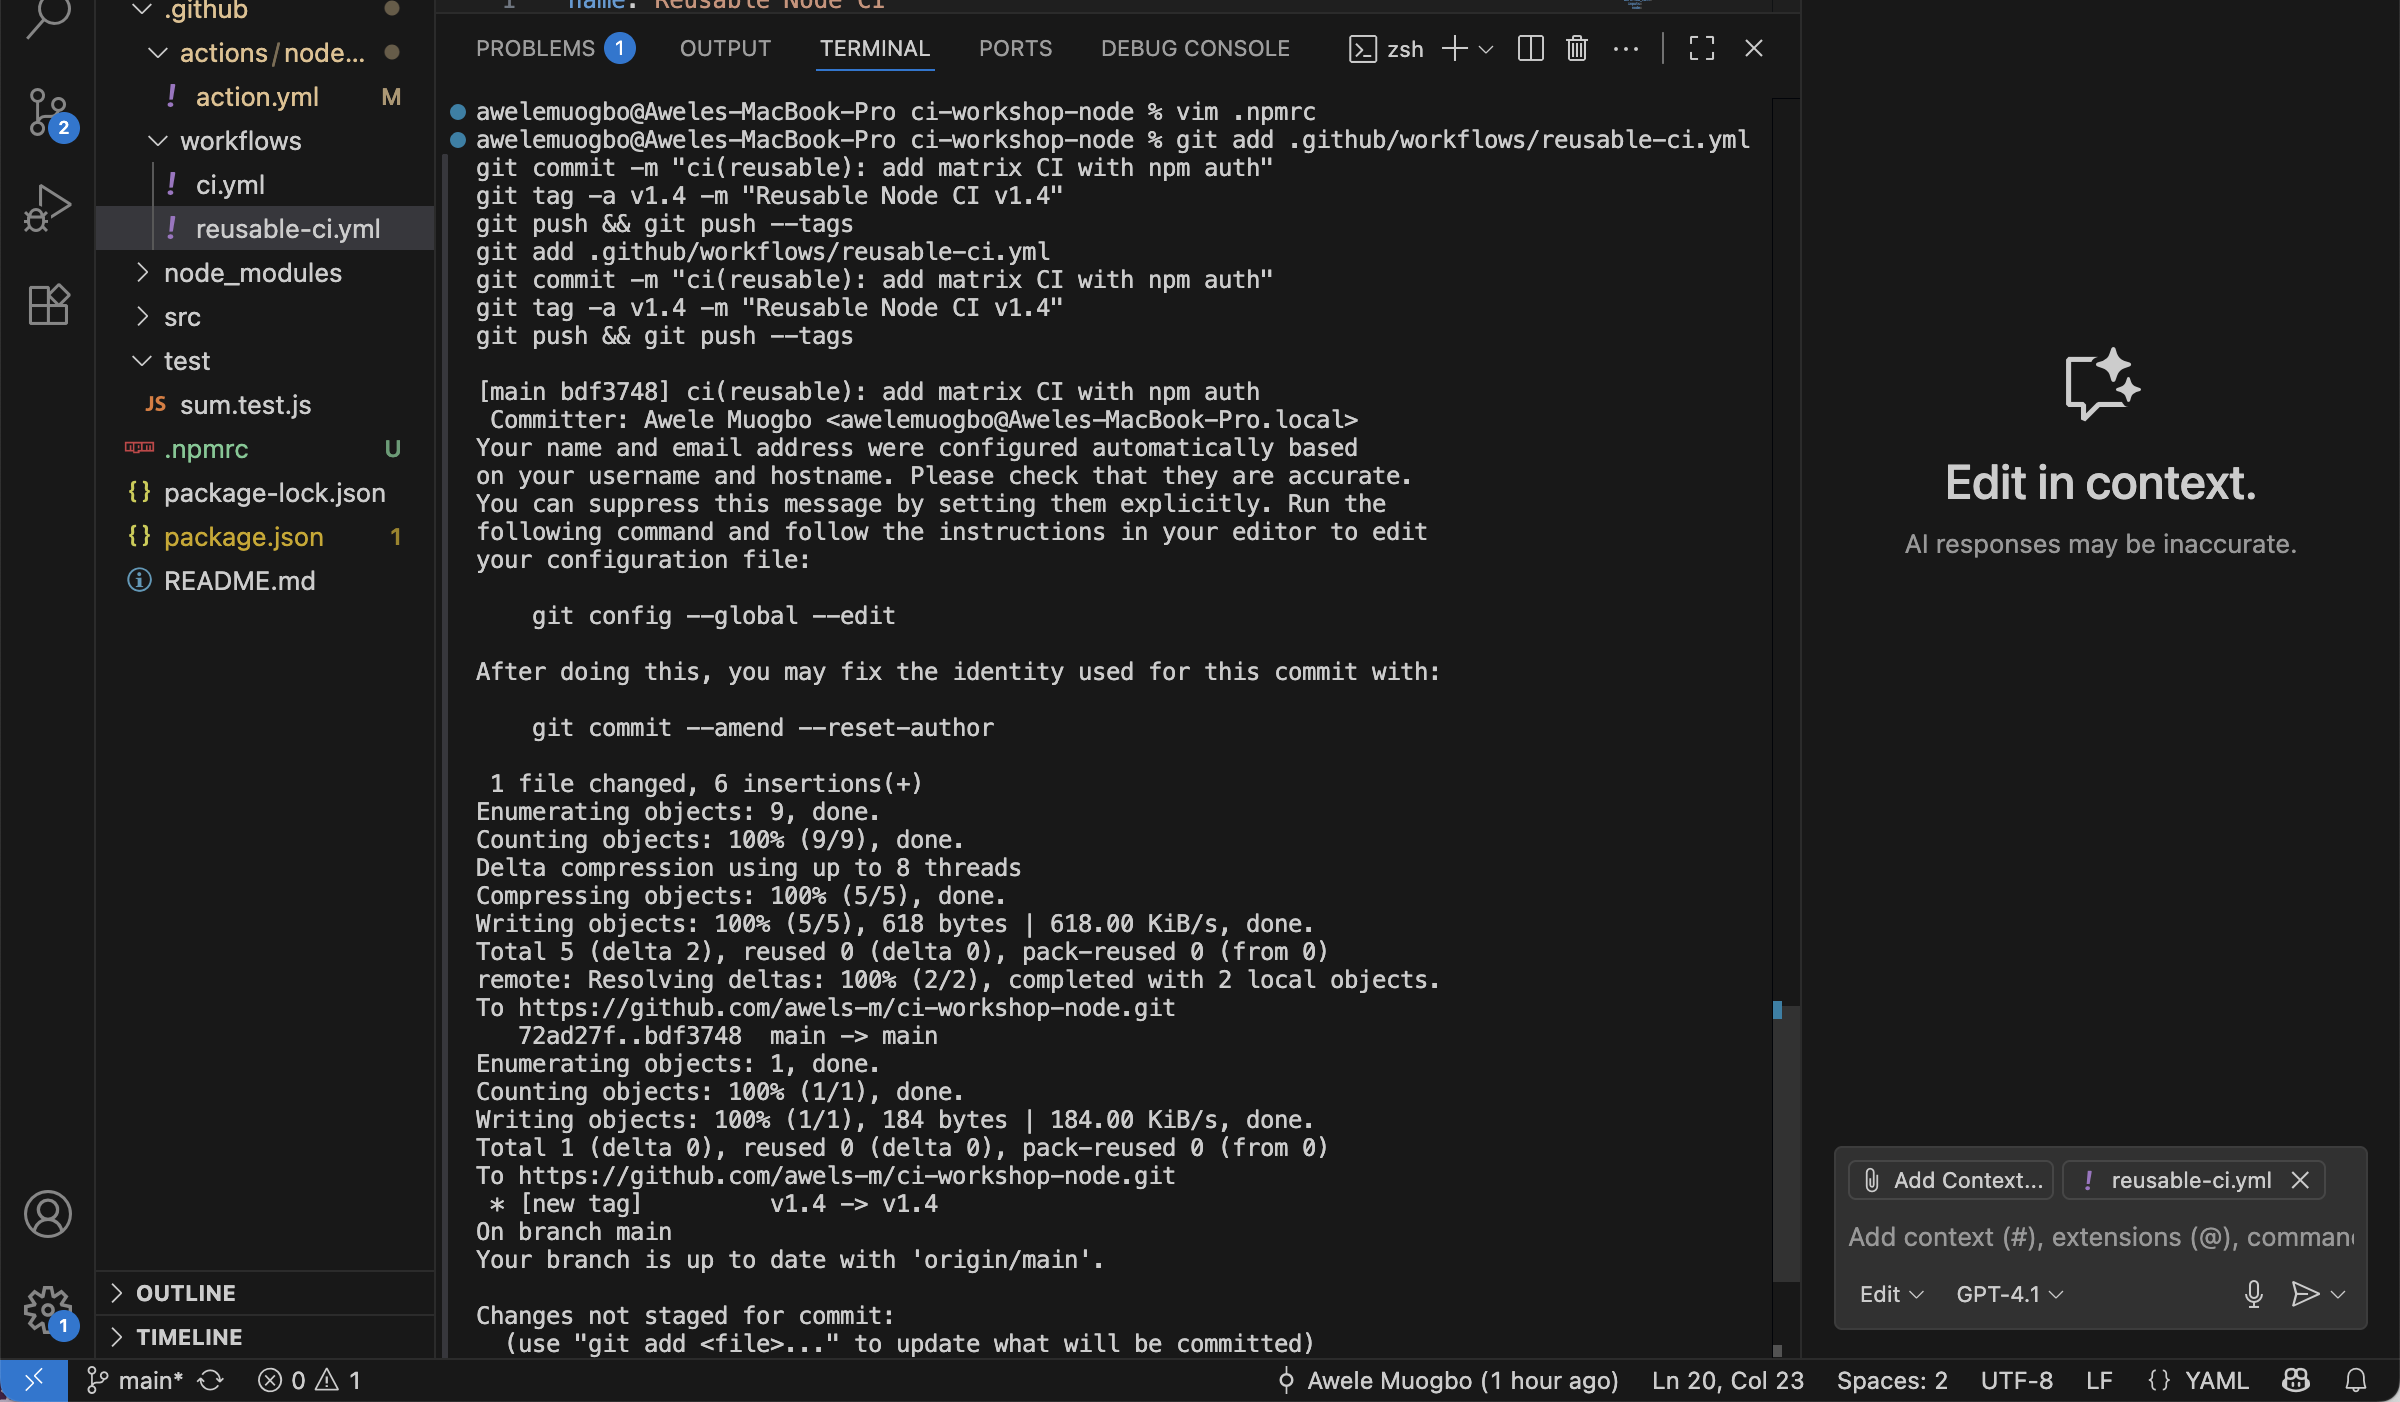 .github
actions/node...
action.yml M
workflows
ci.yml
reusable-ci.yml
node_modules
src
test
JS sum.test.js
.npmrc U
{} package-lock.json
{} package.json 1
README.md
OUTLINE
TIMELINE
2
1
1 name: Reusable Node CI
PROBLEMS 1 OUTPUT TERMINAL PORTS DEBUG CONSOLE zsh
awelemuogbo@Aweles-MacBook-Pro ci-workshop-node % vim .npmrc
awelemuogbo@Aweles-MacBook-Pro ci-workshop-node % git add .github/workflows/reusable-ci.yml
git commit -m "ci(reusable): add matrix CI with npm auth"
git tag -a v1.4 -m "Reusable Node CI v1.4"
git push && git push --tags
git add .github/workflows/reusable-ci.yml
git commit -m "ci(reusable): add matrix CI with npm auth"
git tag -a v1.4 -m "Reusable Node CI v1.4"
git push && git push --tags
[main bdf3748] ci(reusable): add matrix CI with npm auth
Committer: Awele Muogbo <awelemuogbo@Aweles-MacBook-Pro.local>
Your name and email address were configured automatically based
on your username and hostname. Please check that they are accurate.
You can suppress this message by setting them explicitly. Run the
following command and follow the instructions in your editor to edit
your configuration file:
git config --global --edit
After doing this, you may fix the identity used for this commit with:
git commit --amend --reset-author
1 file changed, 6 insertions(+)
Enumerating objects: 9, done.
Counting objects: 100% (9/9), done.
Delta compression using up to 8 threads
Compressing objects: 100% (5/5), done.
Writing objects: 100% (5/5), 618 bytes | 618.00 KiB/s, done.
Total 5 (delta 2), reused 0 (delta 0), pack-reused 0 (from 0)
remote: Resolving deltas: 100% (2/2), completed with 2 local objects.
To https://github.com/awels-m/ci-workshop-node.git
72ad27f..bdf3748 main -> main
Enumerating objects: 1, done.
Counting objects: 100% (1/1), done.
Writing objects: 100% (1/1), 184 bytes | 184.00 KiB/s, done.
Total 1 (delta 0), reused 0 (delta 0), pack-reused 0 (from 0)
To https://github.com/awels-m/ci-workshop-node.git
* [new tag] v1.4 -> v1.4
On branch main
Your branch is up to date with 'origin/main'.
Changes not staged for commit:
(use "git add <file>..." to update what will be committed)
Edit in context.
AI responses may be inaccurate.
Add Context... reusable-ci.yml
Add context (#), extensions (@), comman
Edit GPT-4.1
main* 0 1 Awele Muogbo (1 hour ago) Ln 20, Col 23 Spaces: 2 UTF-8 LF {} YAML